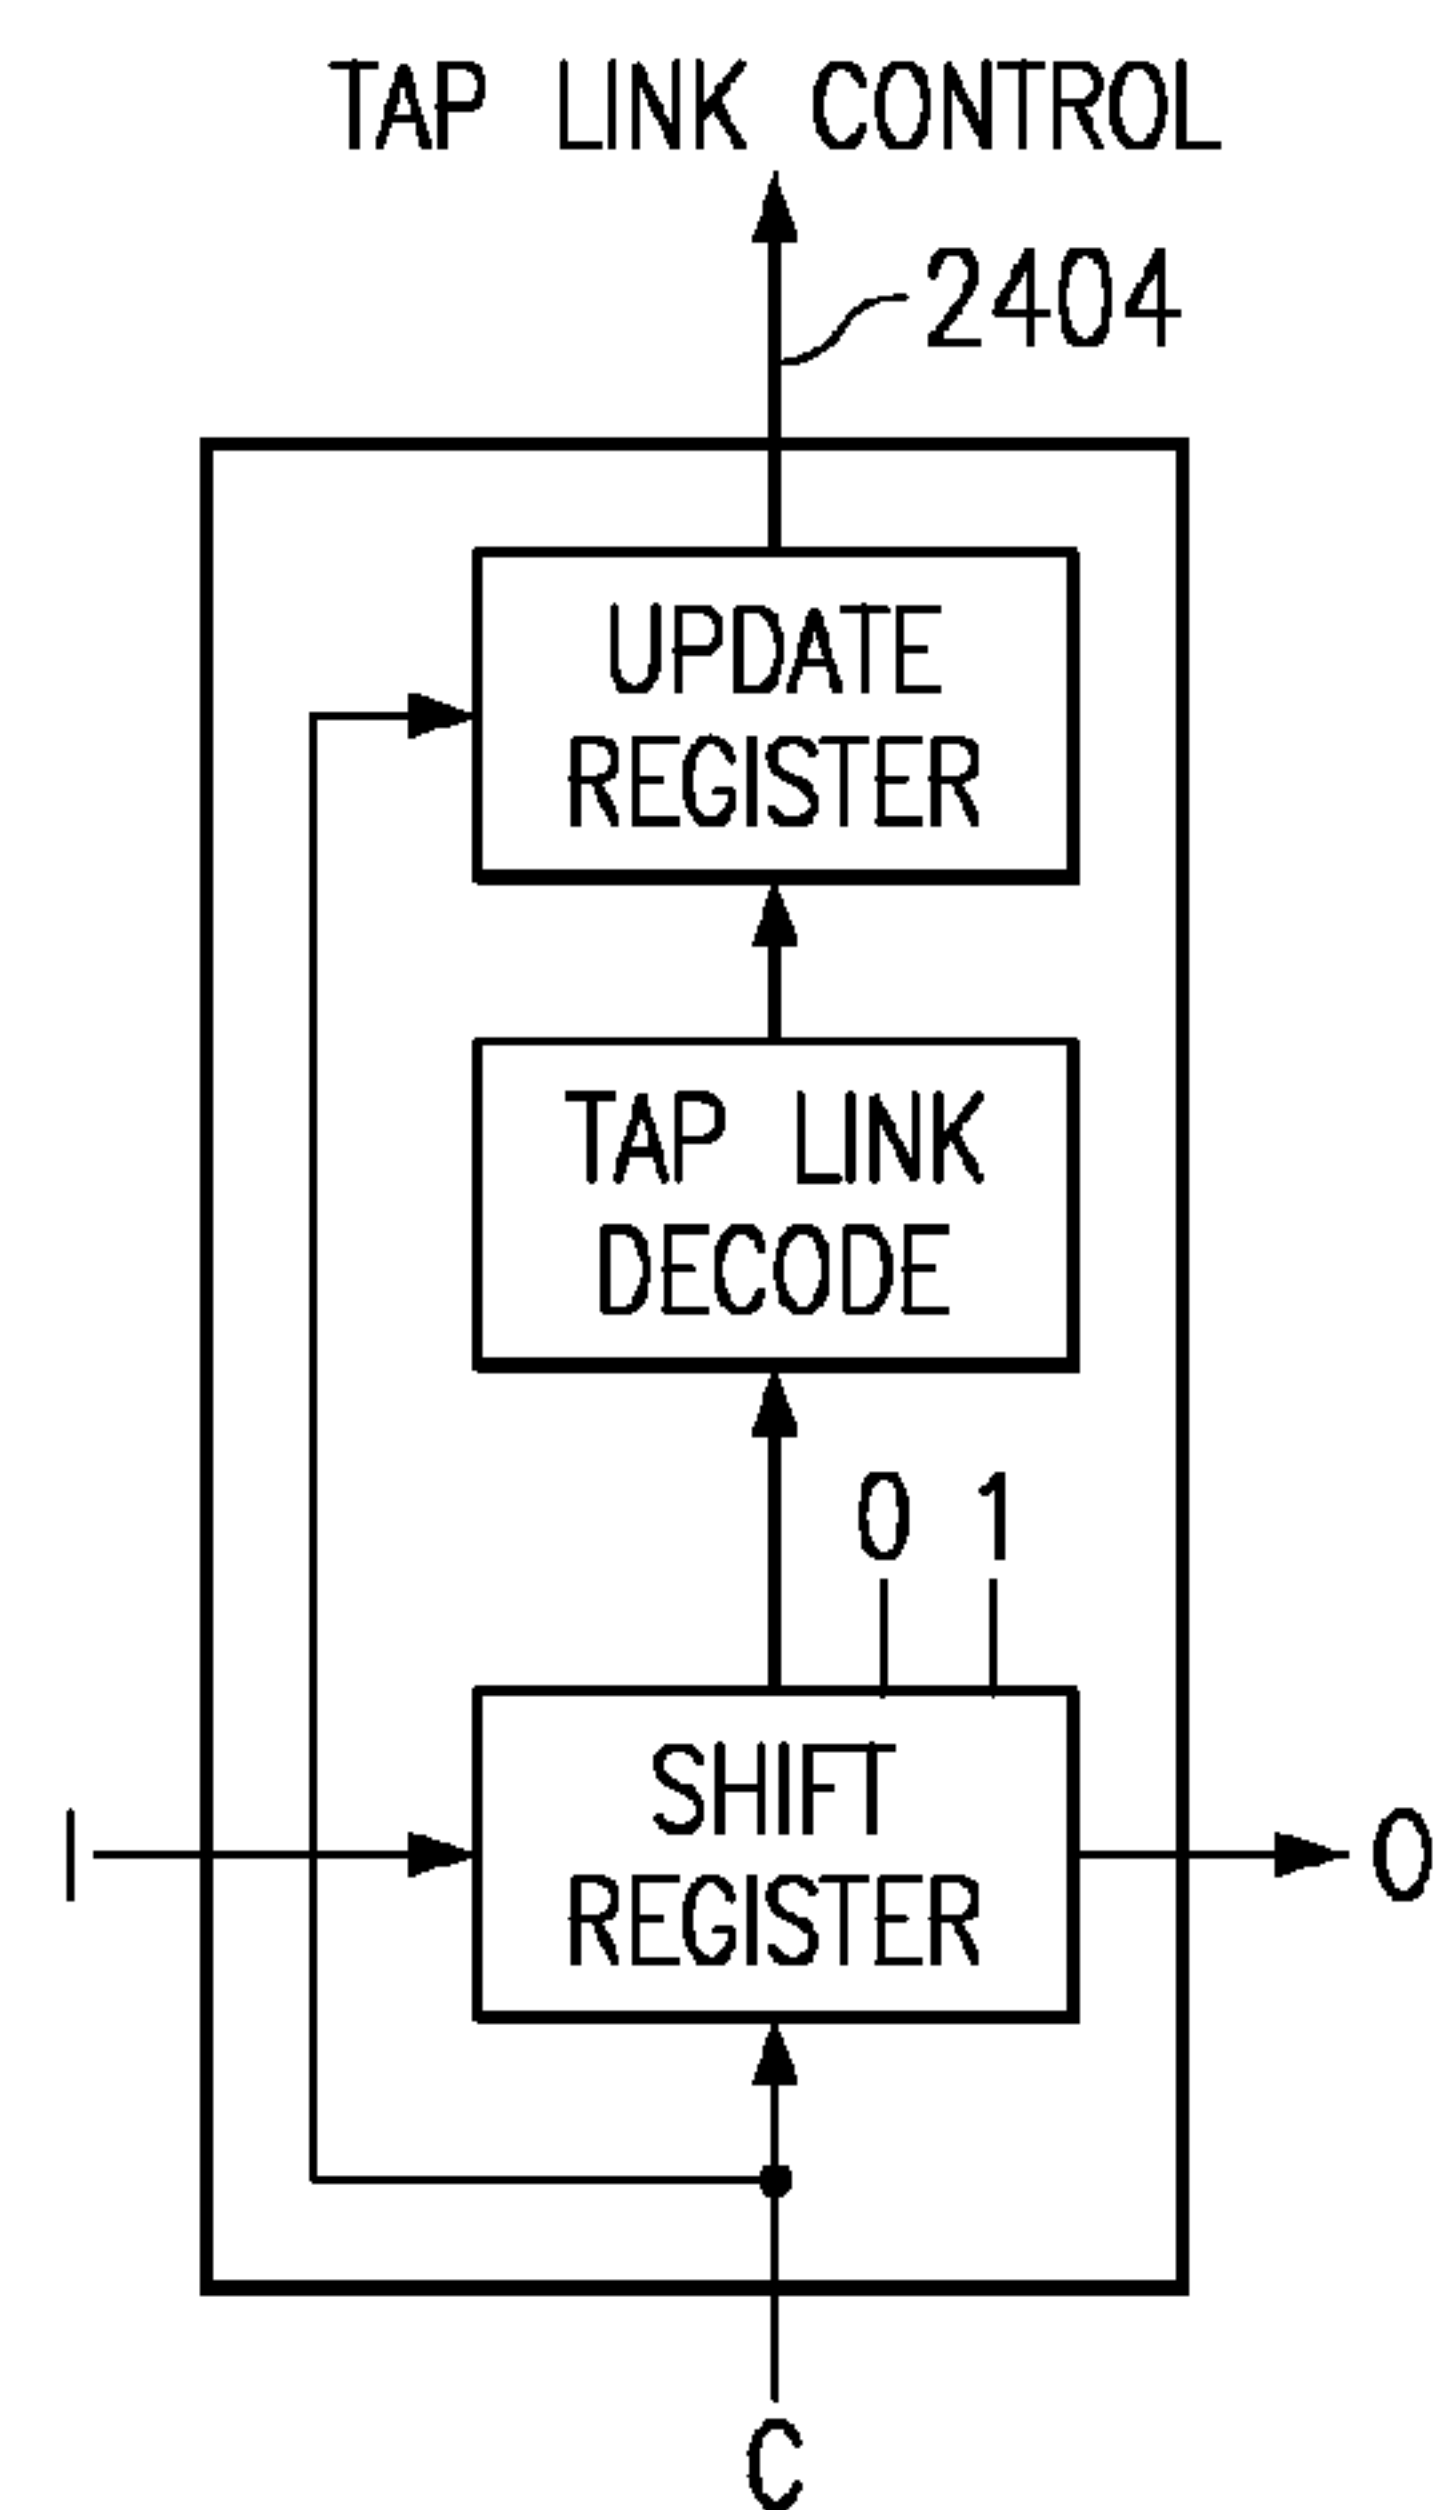 TAP LINK CONTROL
2404
UPDATE
REGISTER
TAP LINK
DECODE
0 1
SHIFT
REGISTER
I
O
C